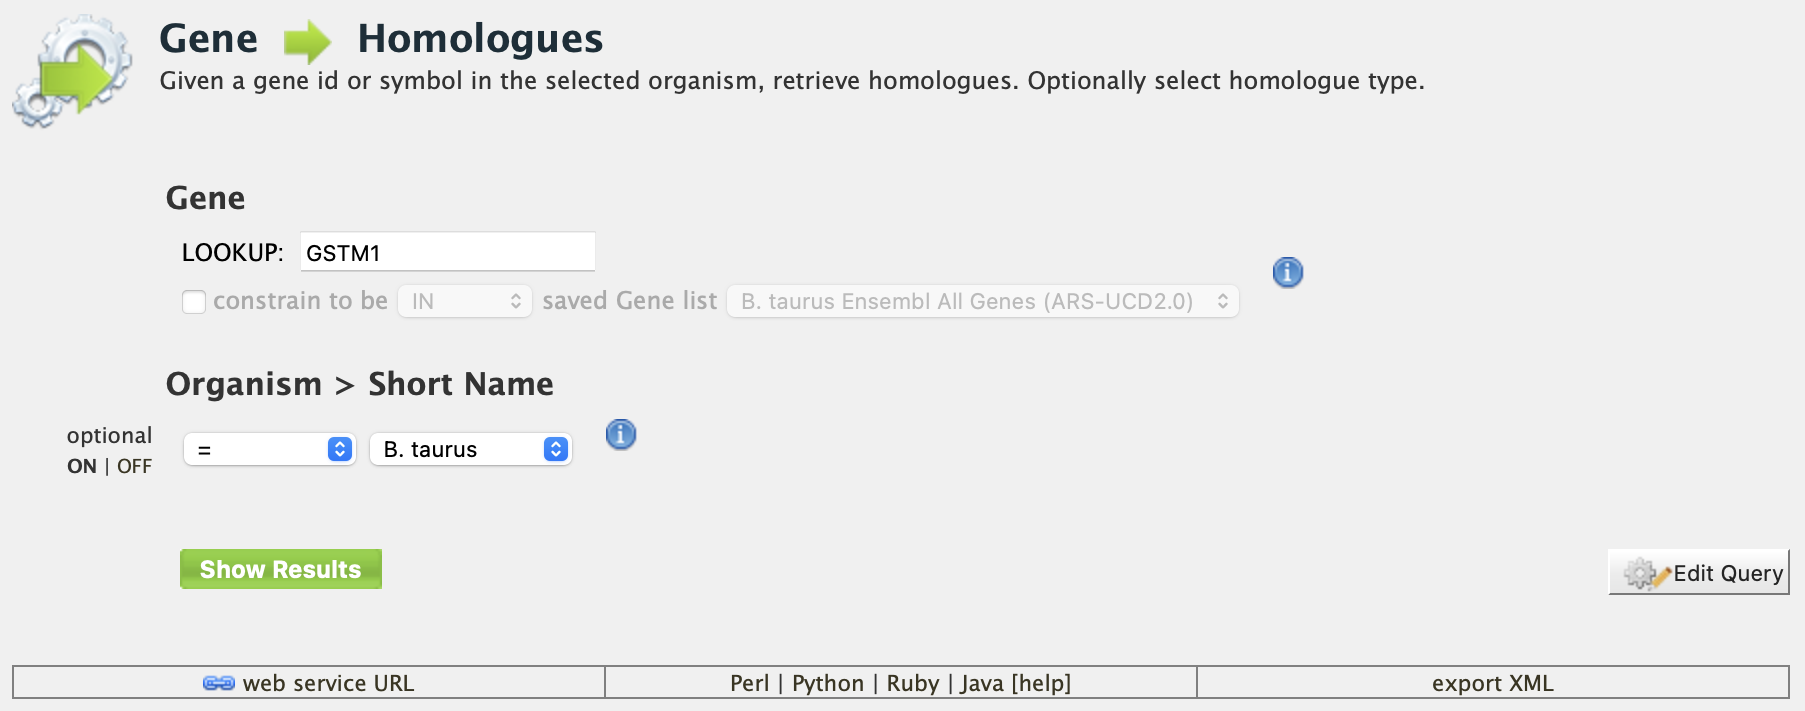 Gene Homologues
Given a gene id or symbol in the selected organism, retrieve homologues. Optionally select homologue type.
Gene
LOOKUP: GSTM1
constrain to be IN saved Gene list B. taurus Ensembl All Genes (ARS-UCD2.0)
Organism > Short Name
optional
ON | OFF
= B. taurus
Show Results
Edit Query
web service URL
Perl | Python | Ruby | Java [help]
export XML